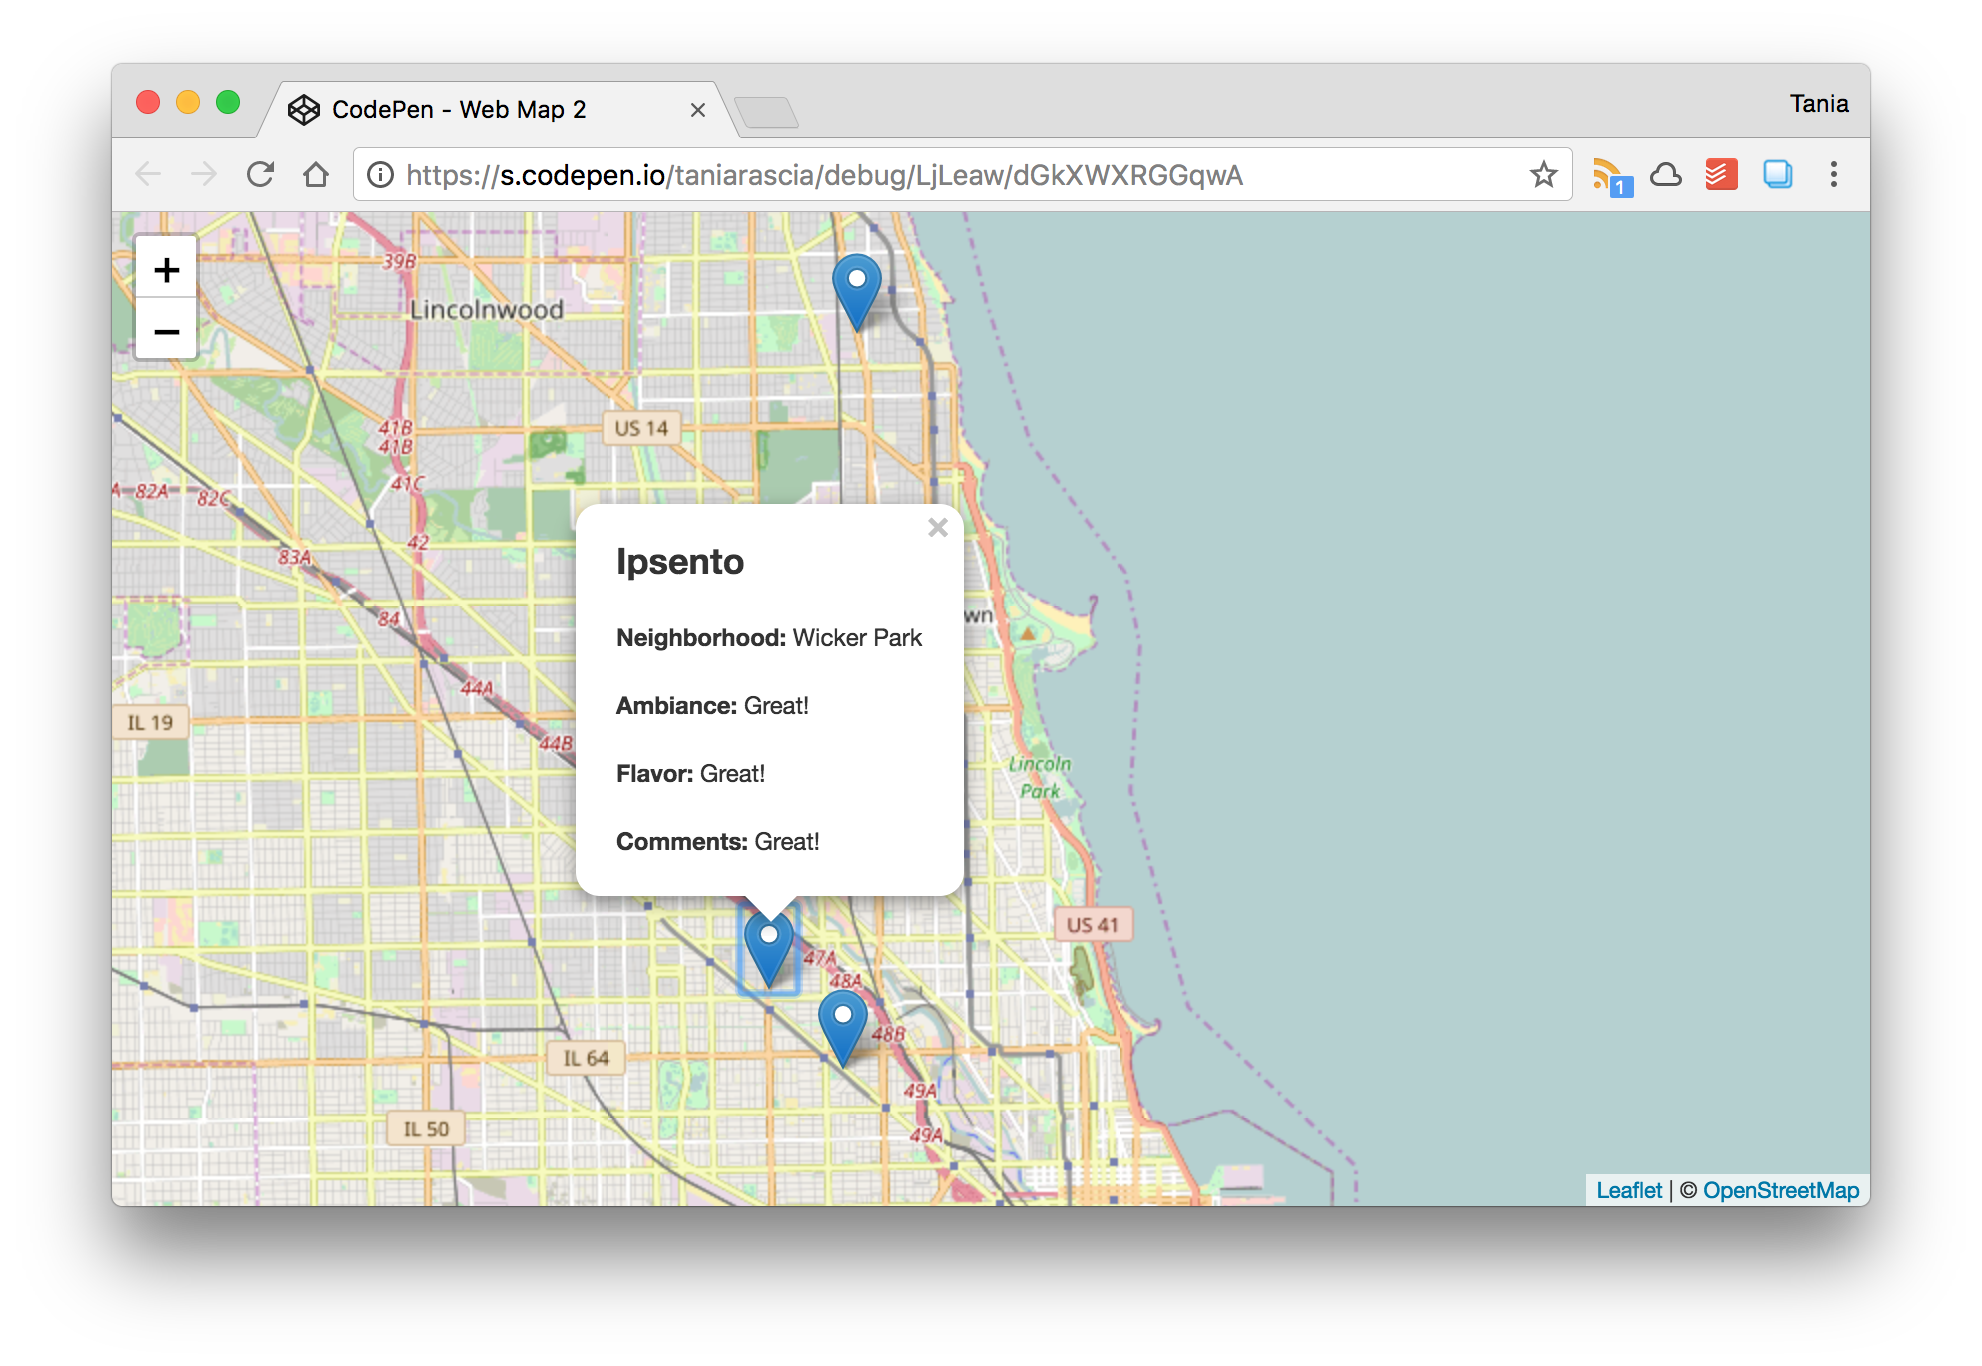 CodePen - Web Map 2
Tania
https://s.codepen.io/taniarascia/debug/LjLeaw/dGkXWXRGGqwA
1
+
−
39B
Lincolnwood
41B
US 14
41B
41C
A 82A
82C
42
83A
84
44A
IL 19
44B
Ipsento
Neighborhood: Wicker Park
Ambiance: Great!
Flavor: Great!
Comments: Great!
wn
Lincoln
Park
US 41
47A
48A
48B
IL 64
49A
IL 50
49A
Leaflet | © OpenStreetMap